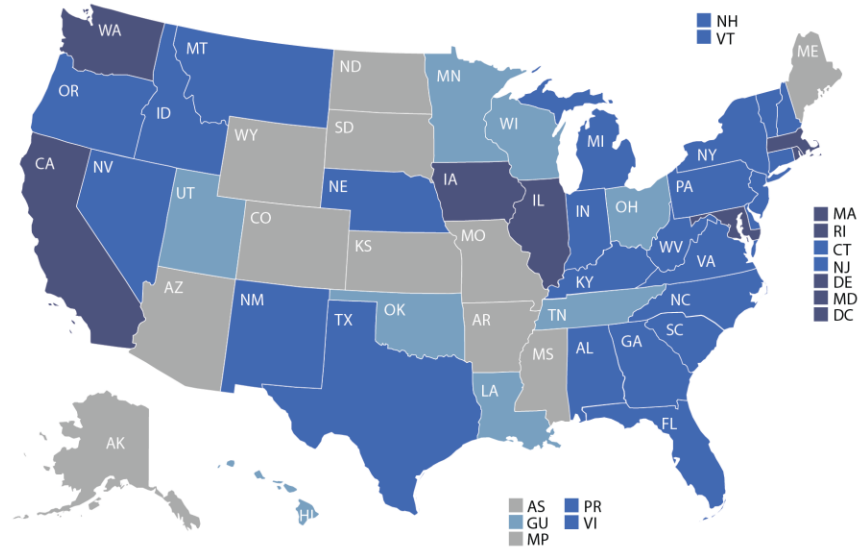 WA
MT
ND
MN
NH
VT
ME
OR
ID
SD
WI
MI
NY
WY
CA
NV
UT
NE
IA
IL
IN
OH
PA
CO
KS
MO
WV
VA
KY
MA
RI
CT
NJ
DE
MD
DC
AZ
NM
TX
OK
AR
TN
NC
SC
MS
AL
GA
LA
FL
AK
HI
AS PR
GU VI
MP